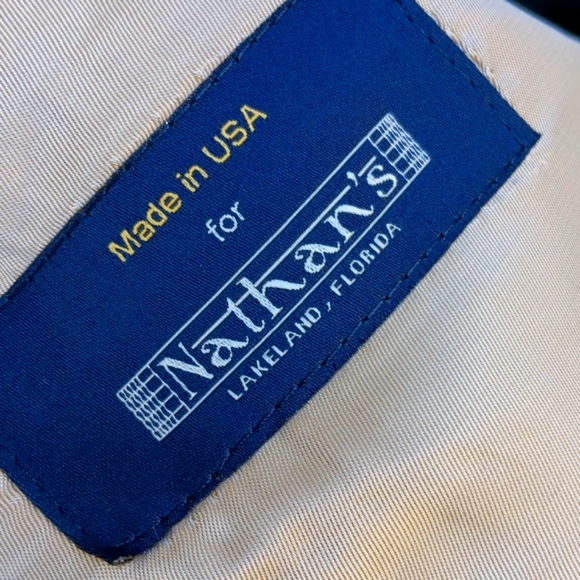 Made in USA
for
Nathan's
LAKELAND, FLORIDA